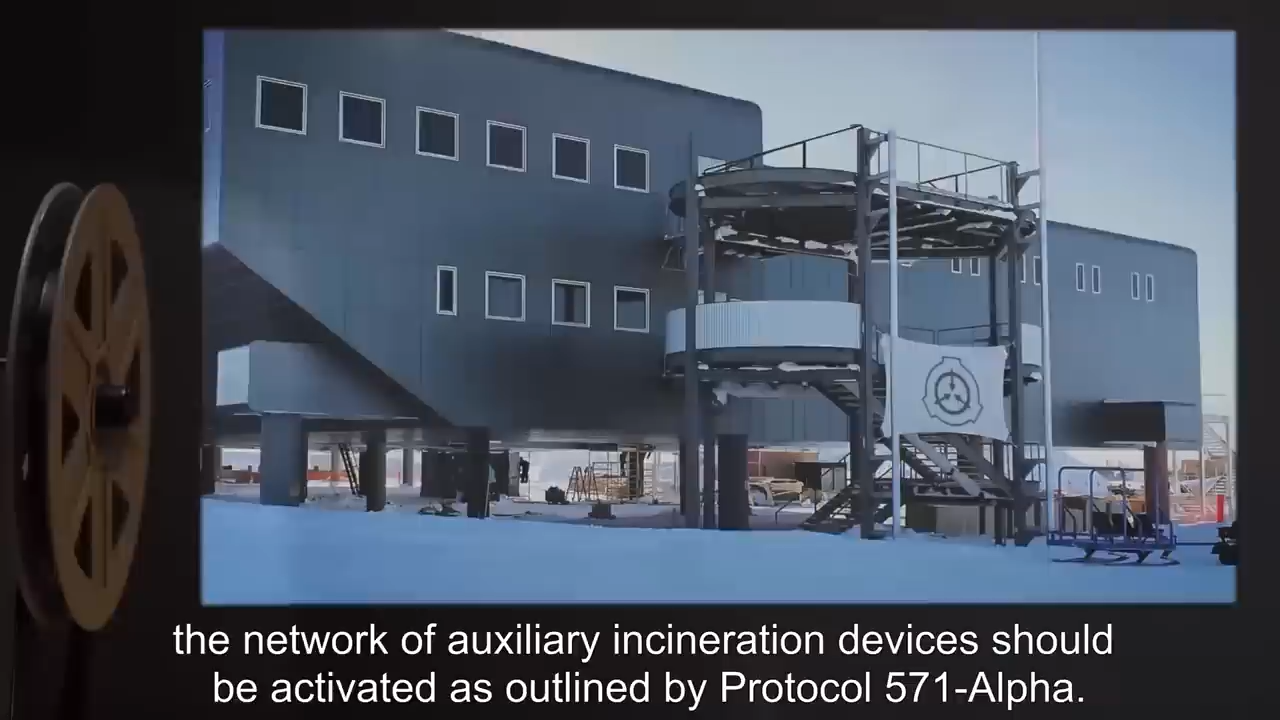 the network of auxiliary incineration devices should
be activated as outlined by Protocol 571-Alpha.